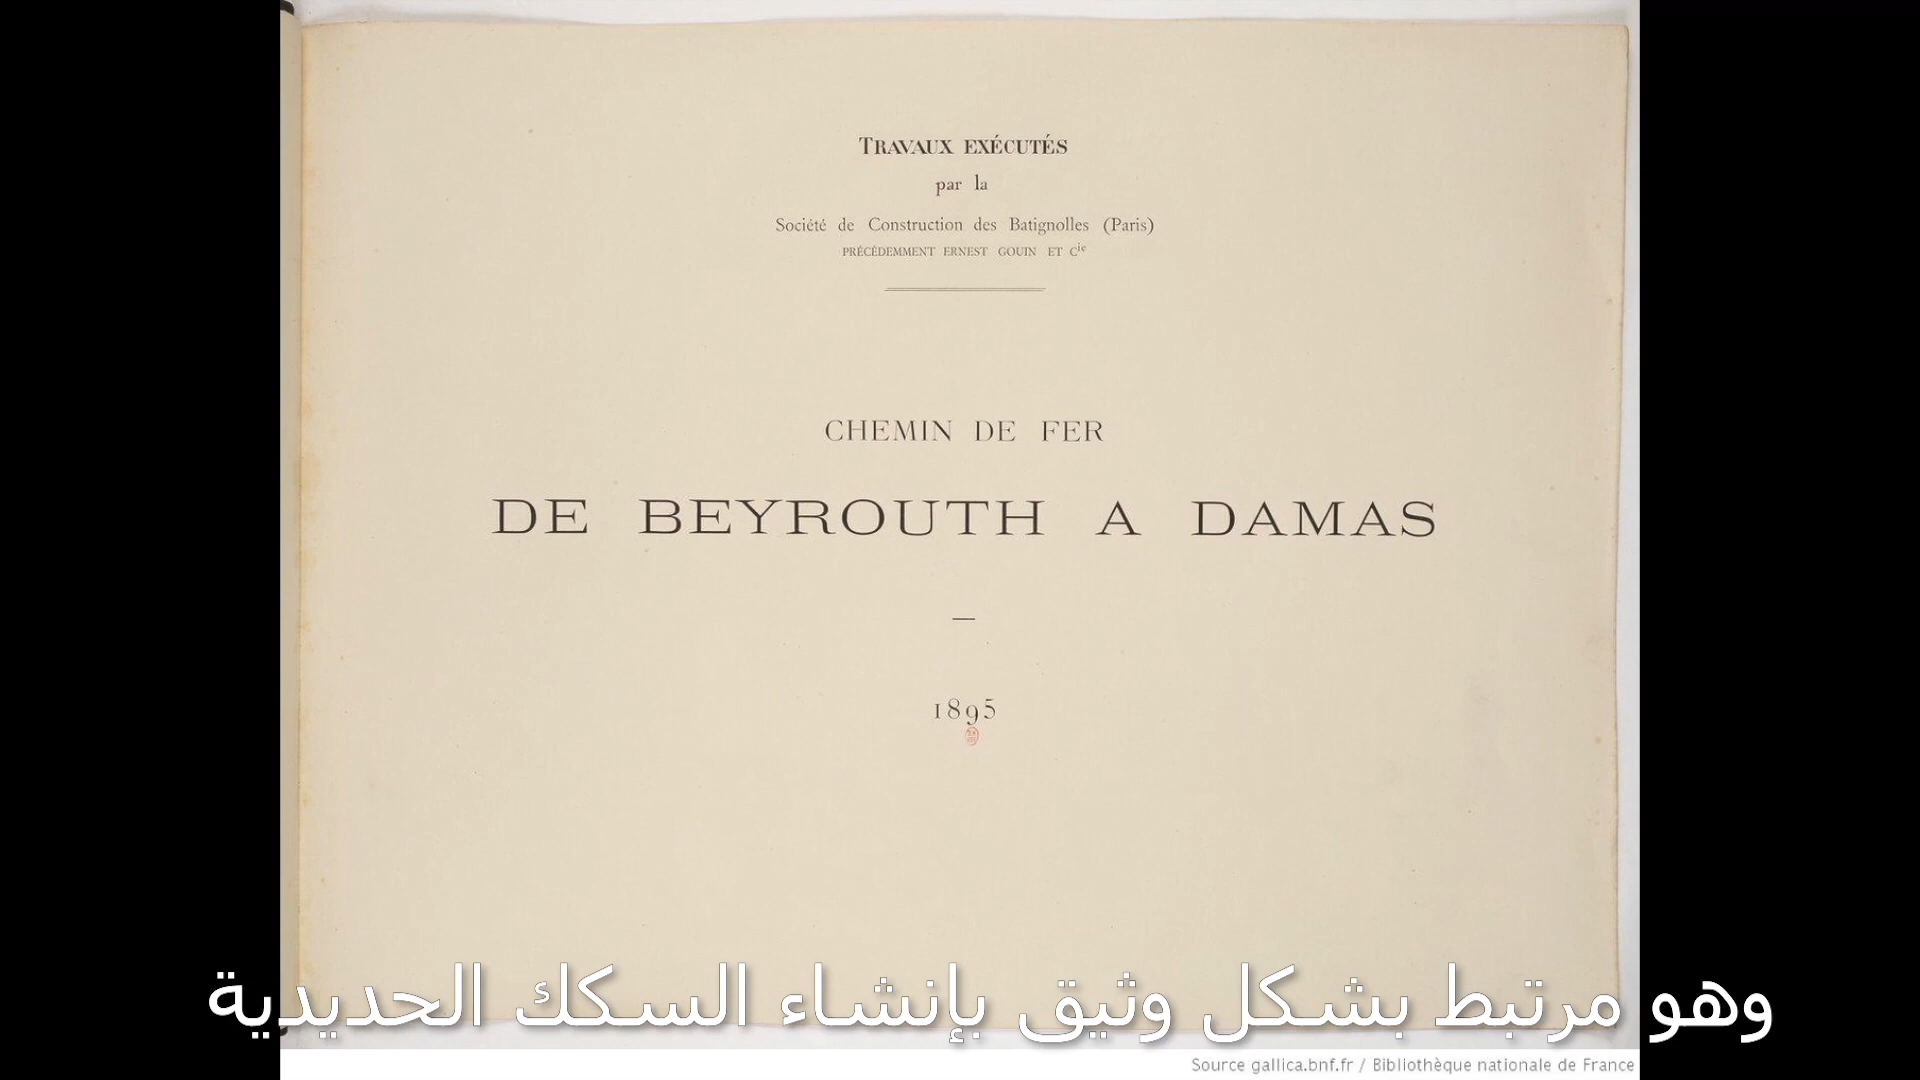 TRAVAUX EXÉCUTÉS
par la
Société de Construction des Batignolles (Paris)
PRÉCÉDEMMENT ERNEST GOUIN ET Cie
CHEMIN DE FER
DE BEYROUTH A DAMAS
—
1895
وهو مرتبط بشكل وثيق بإنشاء السكك الحديدية
Source gallica.bnf.fr / Bibliothèque nationale de France